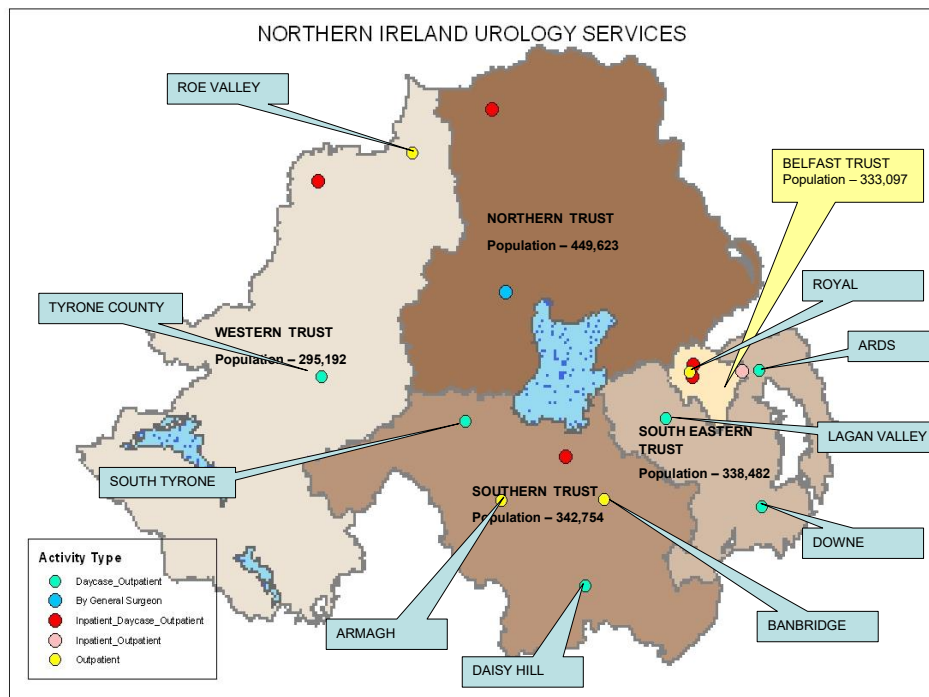 NORTHERN IRELAND UROLOGY SERVICES
ROE VALLEY
BELFAST TRUST
Population – 333,097
NORTHERN TRUST
Population – 449,623
ROYAL
TYRONE COUNTY
WESTERN TRUST
Population – 295,192
ARDS
LAGAN VALLEY
SOUTH EASTERN
TRUST
Population – 338,482
SOUTH TYRONE
SOUTHERN TRUST
Population – 342,754
DOWNE
Activity Type
Daycase_Outpatient
By General Surgeon
Inpatient_Daycase_Outpatient
Inpatient_Outpatient
Outpatient
ARMAGH
BANBRIDGE
DAISY HILL